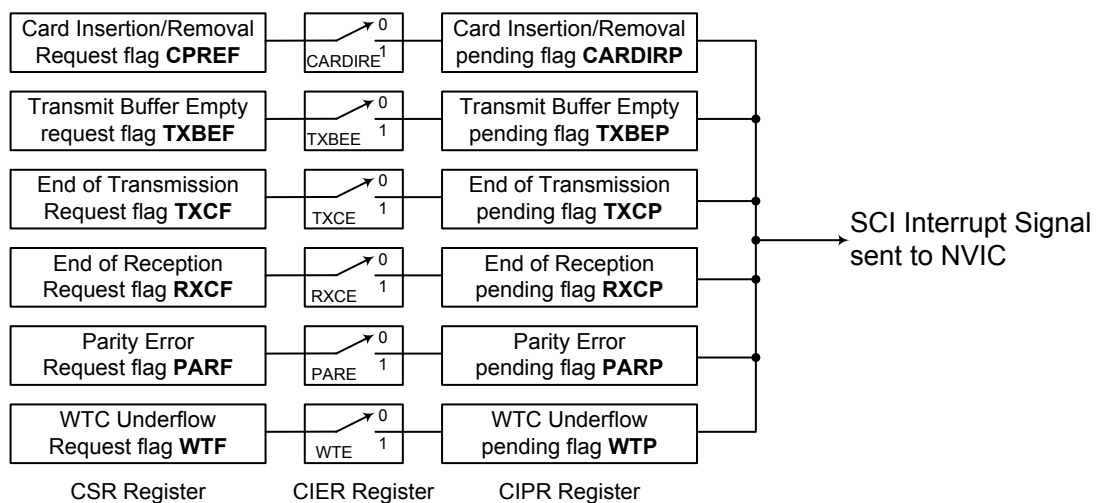 Card Insertion/Removal
Request flag CPREF
0
1
CARDIRE
Card Insertion/Removal
pending flag CARDIRP
Transmit Buffer Empty
request flag TXBEF
0
1
TXBEE
Transmit Buffer Empty
pending flag TXBEP
End of Transmission
Request flag TXCF
0
1
TXCE
End of Transmission
pending flag TXCP
End of Reception
Request flag RXCF
0
1
RXCE
End of Reception
pending flag RXCP
Parity Error
Request flag PARF
0
1
PARE
Parity Error
pending flag PARP
WTC Underflow
Request flag WTF
0
1
WTE
WTC Underflow
pending flag WTP
SCI Interrupt Signal
sent to NVIC
CSR Register
CIER Register
CIPR Register